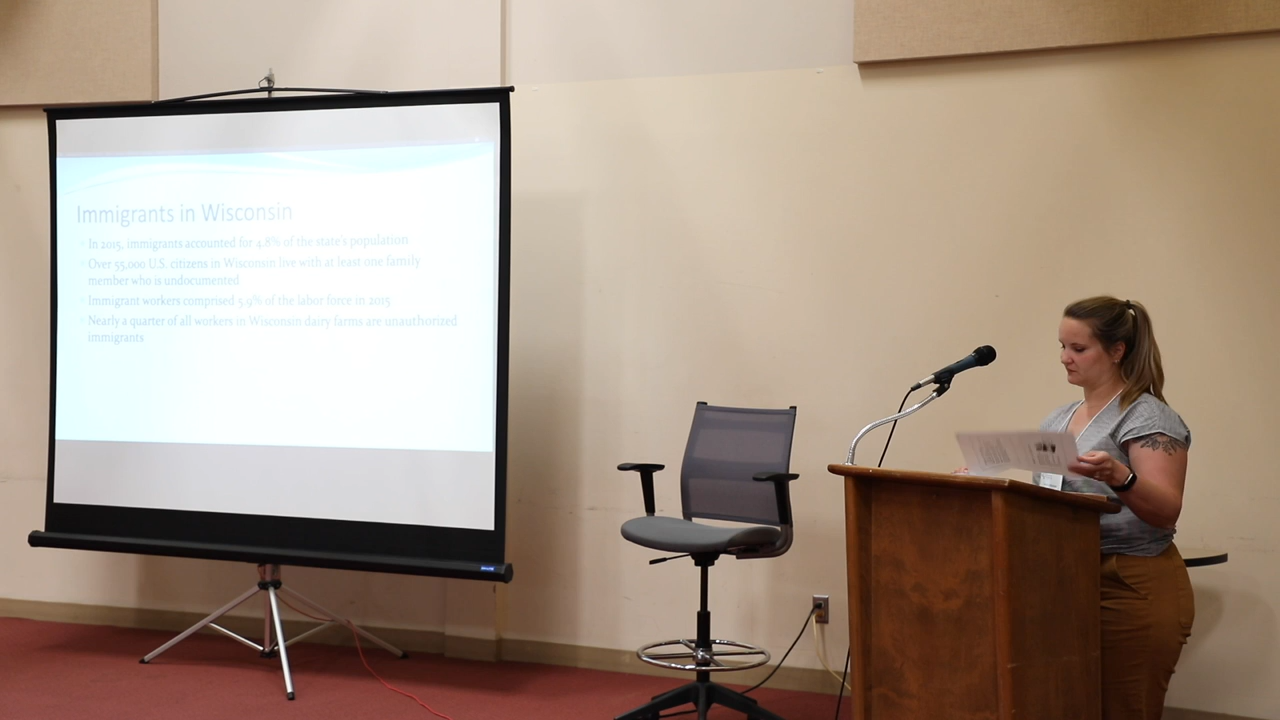 Immigrants in Wisconsin
In 2015, immigrants accounted for 4.8% of the state's population
Over 55,000 U.S. citizens in Wisconsin live with at least one family
member who is undocumented
Immigrant workers comprised 5.9% of the labor force in 2015
Nearly a quarter of all workers in Wisconsin dairy farms are unauthorized
immigrants